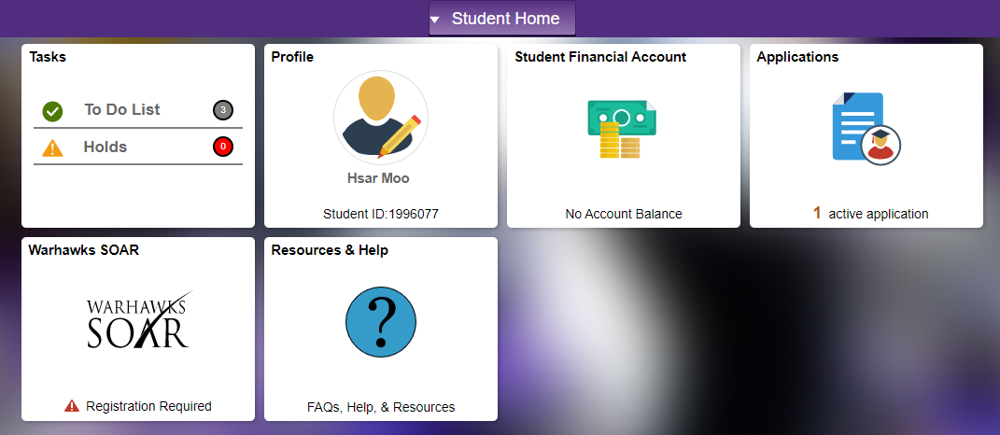 Student Home
Tasks
To Do List 3
Holds 0
Profile
Hsar Moo
Student ID:1996077
Student Financial Account
No Account Balance
Applications
1 active application
Warhawks SOAR
WARHAWKS
SOAR
Registration Required
Resources & Help
?
FAQs, Help, & Resources